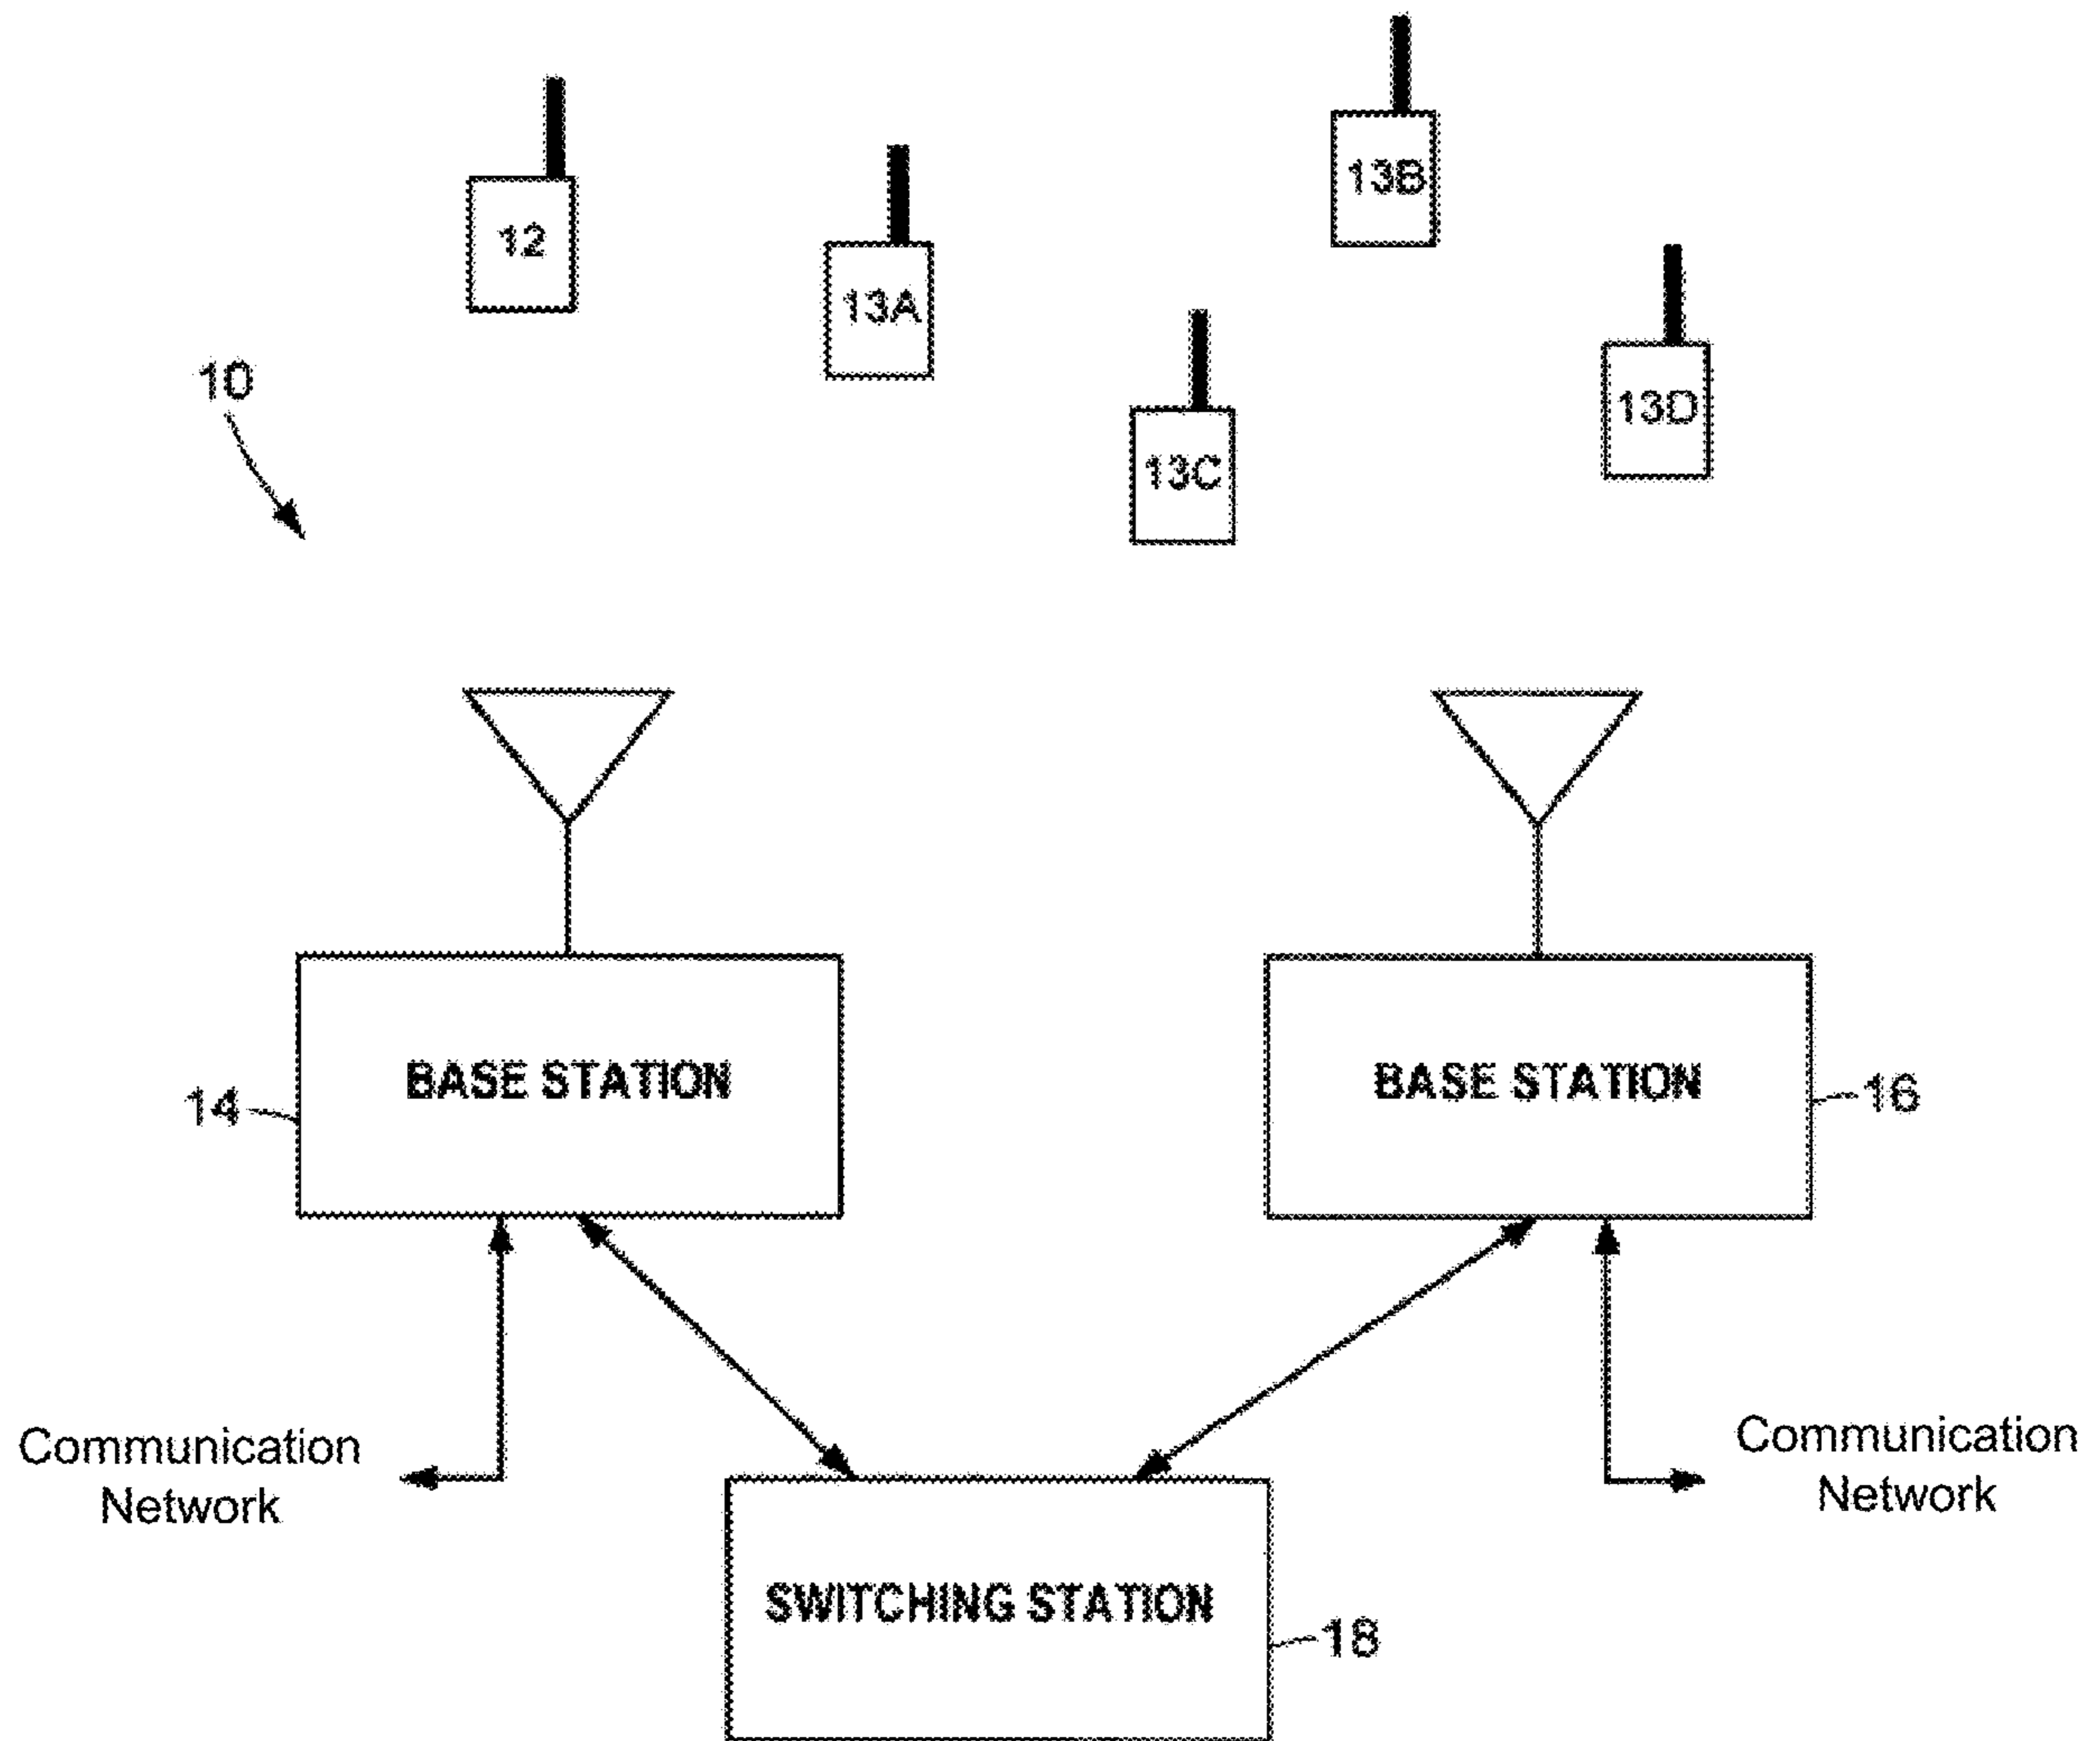 13B
12
13A
10
13D
13C
BASE STATION
BASE STATION
14
16
Communication
Network
Communication
Network
SWITCHING STATION
18